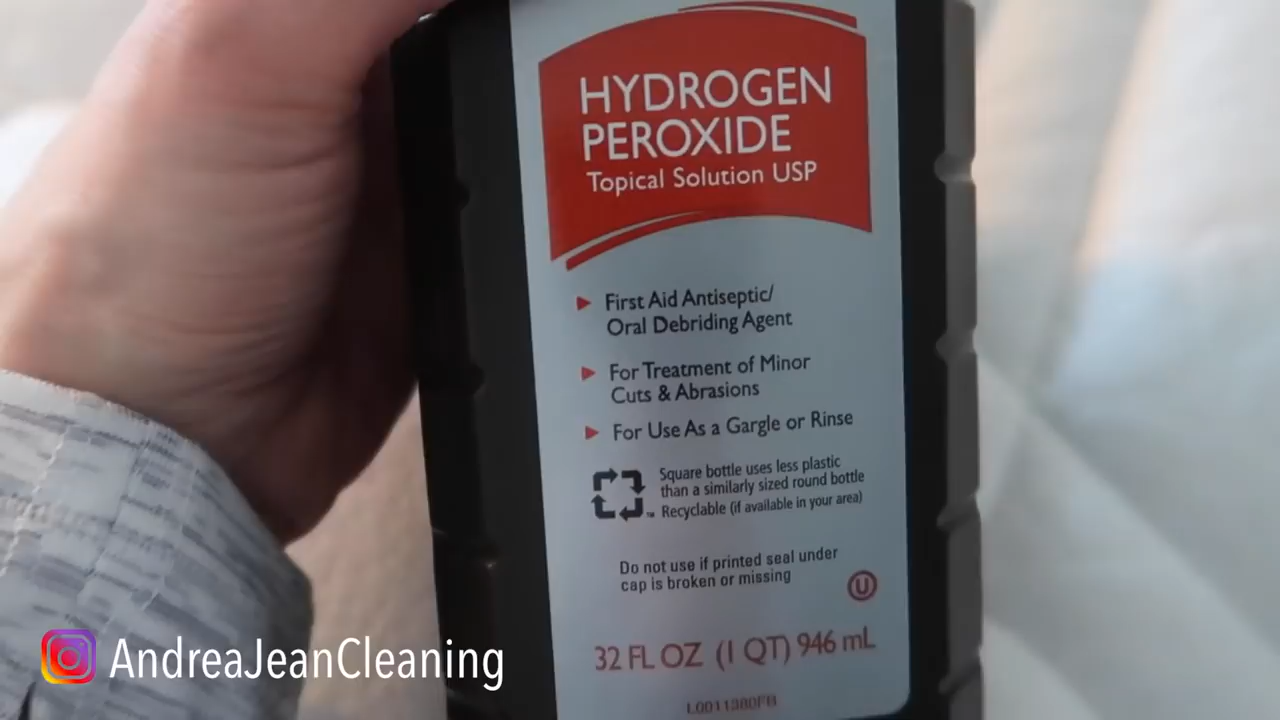 HYDROGEN
PEROXIDE
Topical Solution USP
First Aid Antiseptic/
Oral Debriding Agent
For Treatment of Minor
Cuts & Abrasions
For Use As a Gargle or Rinse
Square bottle uses less plastic
than a similarly sized round bottle
™ Recyclable (if available in your area)
Do not use if printed seal under
cap is broken or missing
U
32 FL OZ (1 QT) 946 mL
L0011380FB
AndreaJeanCleaning